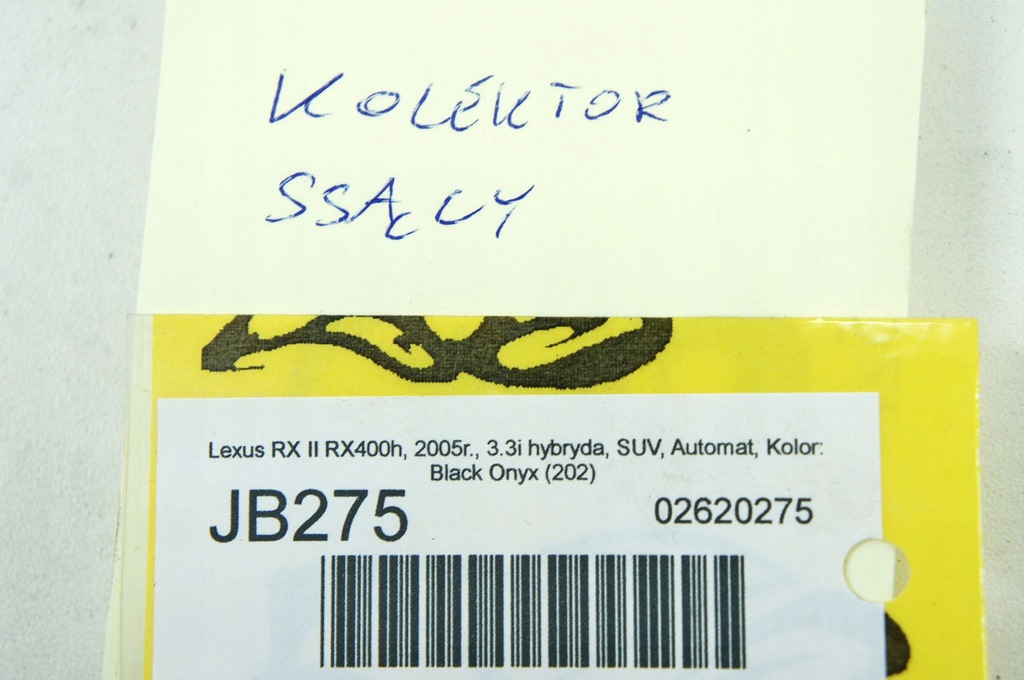 KOLEKTOR
SSĄCY
Lexus RX II RX400h, 2005r., 3.3i hybryda, SUV, Automat, Kolor:
Black Onyx (202)
JB275 02620275